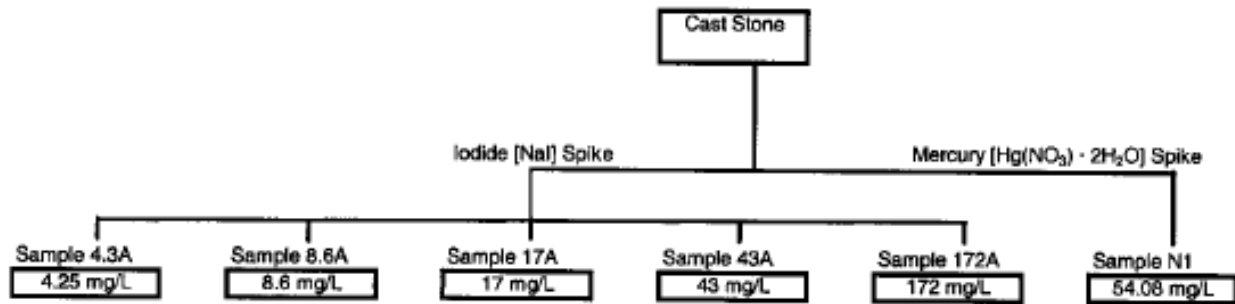 Cast Stone
Iodide [NaI] Spike
Mercury [Hg(NO₃) · 2H₂O] Spike
Sample 4.3A
Sample 8.6A
Sample 17A
Sample 43A
Sample 172A
Sample N1
4.25 mg/L
8.6 mg/L
17 mg/L
43 mg/L
172 mg/L
54.08 mg/L